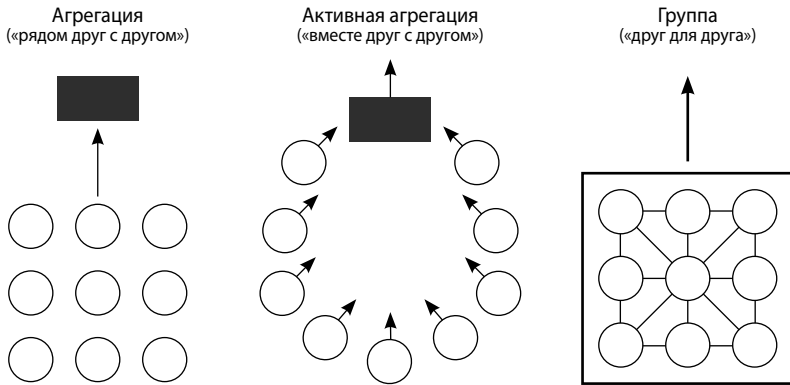 Агрегация
(«рядом друг с другом»)
Активная агрегация
(«вместе друг с другом»)
Группа
(«друг для друга»)